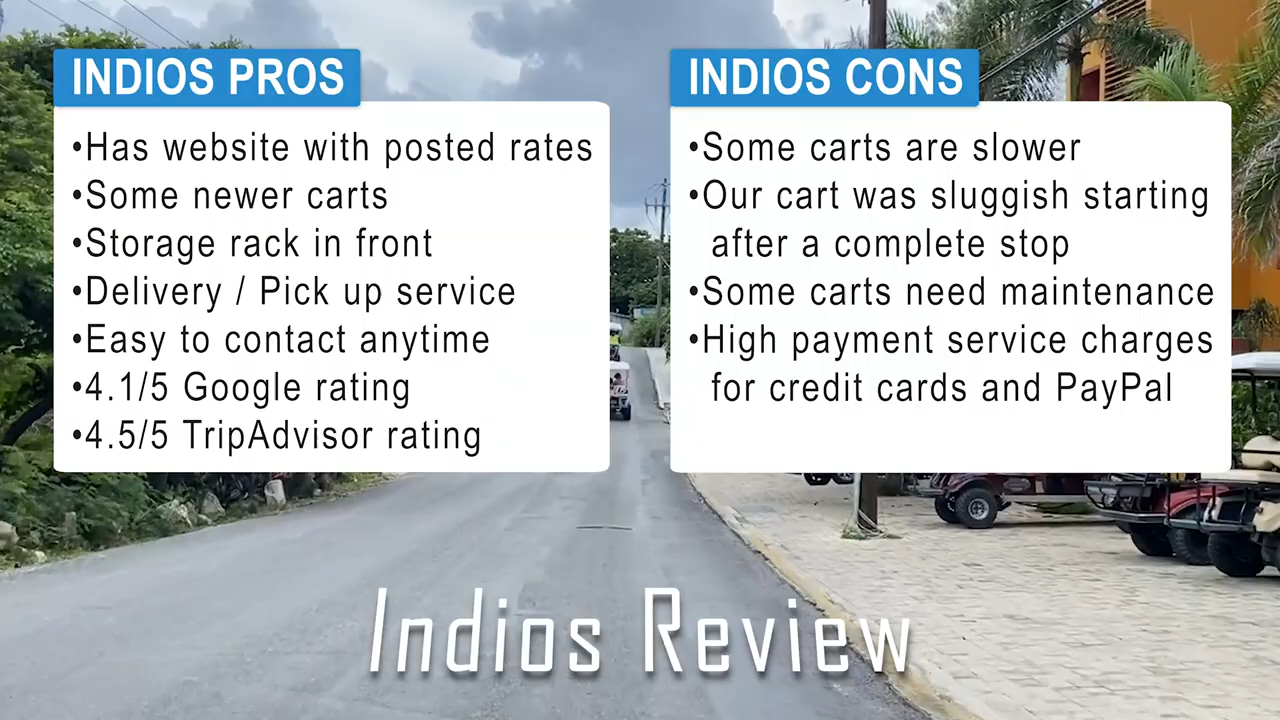 INDIOS PROS
•Has website with posted rates
•Some newer carts
•Storage rack in front
•Delivery / Pick up service
•Easy to contact anytime
•4.1/5 Google rating
•4.5/5 TripAdvisor rating
INDIOS CONS
•Some carts are slower
•Our cart was sluggish starting
after a complete stop
•Some carts need maintenance
•High payment service charges
for credit cards and PayPal
Indios Review